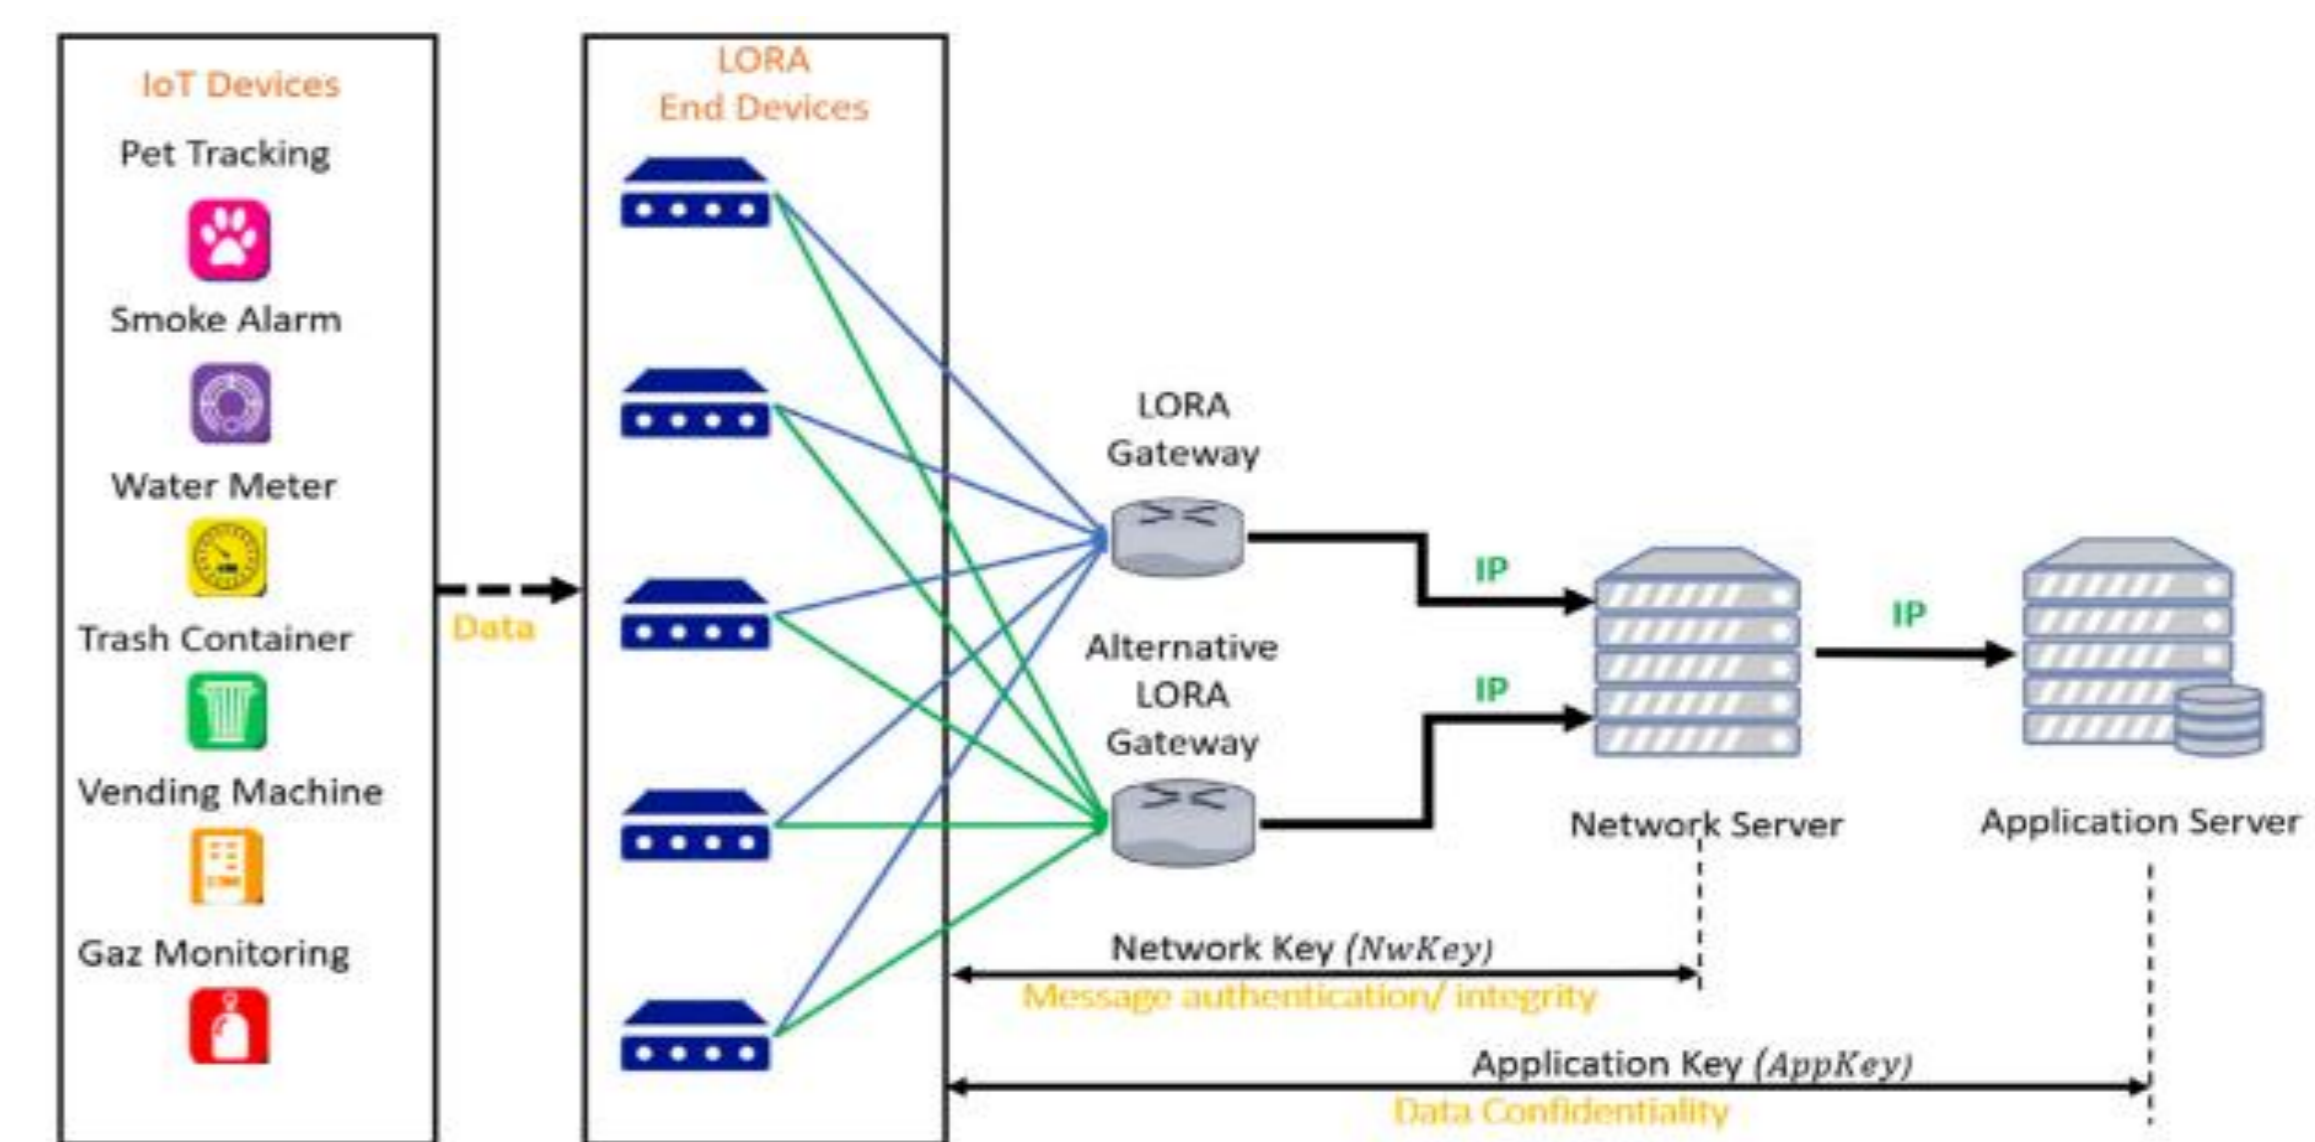 IoT Devices
Pet Tracking
Smoke Alarm
Water Meter
Trash Container
Vending Machine
Gaz Monitoring
Data
LORA
End Devices
LORA
Gateway
Alternative
LORA
Gateway
IP
IP
IP
Network Server
Application Server
Network Key (NwKey)
Message authentication/ integrity
Application Key (AppKey)
Data Confidentiality